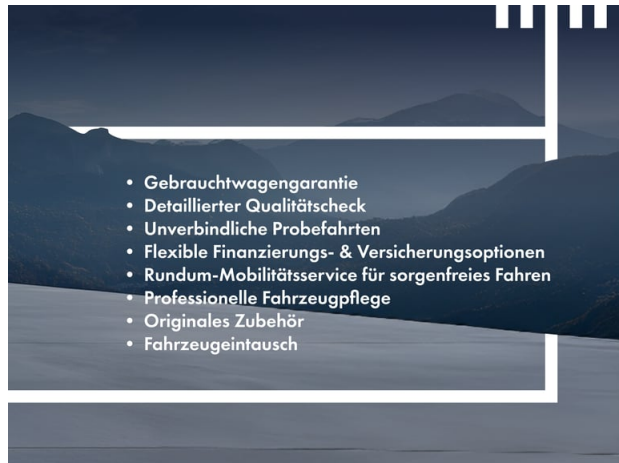 • Gebrauchtwagengarantie
• Detaillierter Qualitätscheck
• Unverbindliche Probefahrten
• Flexible Finanzierungs- & Versicherungsoptionen
• Rundum-Mobilitätsservice für sorgenfreies Fahren
• Professionelle Fahrzeugpflege
• Originales Zubehör
• Fahrzeugeintausch